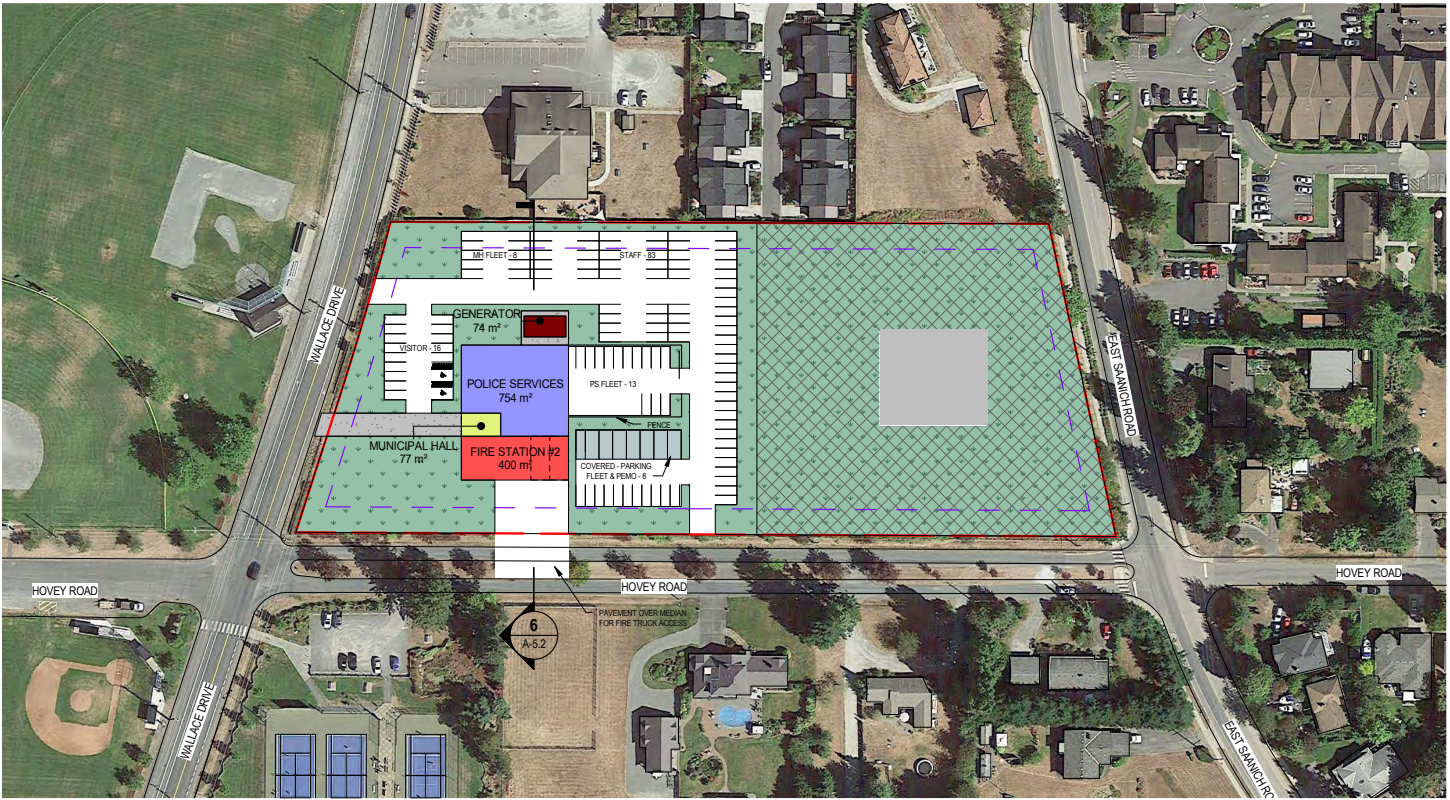 MH FLEET - 8
STAFF - 83
GENERATOR
74 m²
WALLACE DRIVE
VISITOR - 16
POLICE SERVICES
754 m²
PS FLEET - 13
EAST SAANICH ROAD
FENCE
MUNICIPAL HALL
77 m²
FIRE STATION #2
400 m²
COVERED - PARKING
FLEET & PEMO - 8
HOVEY ROAD
HOVEY ROAD
HOVEY ROAD
PAVEMENT OVER MEDIAN
FOR FIRE TRUCK ACCESS
6
A-5.2
WALLACE DRIVE
EAST SAANICH RO